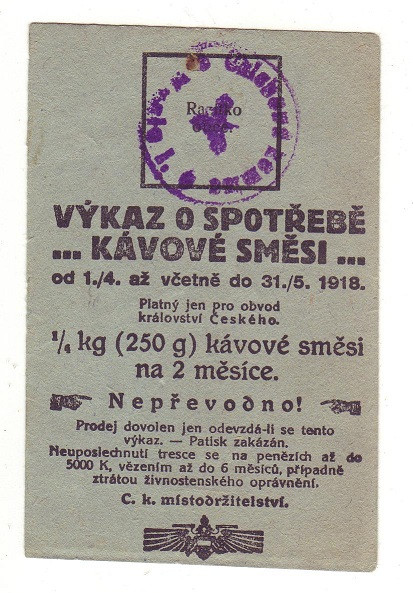 Razítko
obce.
VÝKAZ O SPOTŘEBĚ
... KÁVOVÉ SMĚSI ...
od 1./4. až včetně do 31./5. 1918.
Platný jen pro obvod
království Českého.
¼ kg (250 g) kávové směsi
na 2 měsíce.
Nepřevodno!
Prodej dovolen jen odevzdá-li se tento
výkaz. — Patisk zakázán.
Neuposlechnutí tresce se na penězích až do
5000 K, vězením až do 6 měsíců, případně
ztrátou živnostenského oprávnění.
C. k. místodržitelství.